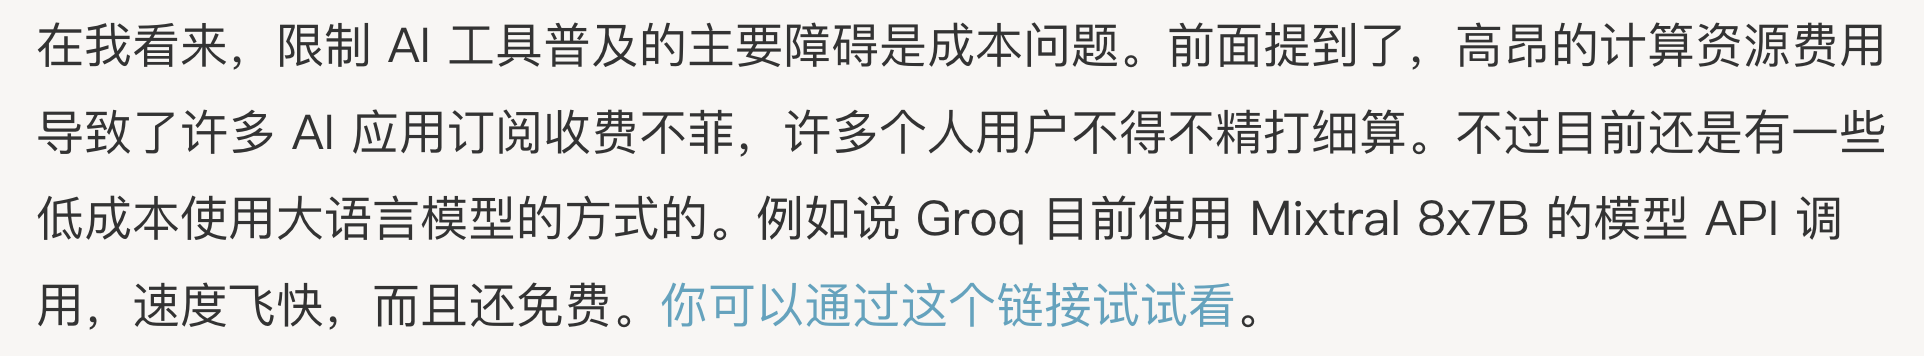 在我看来，限制 AI 工具普及的主要障碍是成本问题。前面提到了，高昂的计算资源费用
导致了许多 AI 应用订阅收费不菲，许多个人用户不得不精打细算。不过目前还是有一些
低成本使用大语言模型的方式的。例如说 Groq 目前使用 Mixtral 8x7B 的模型 API 调
用，速度飞快，而且还免费。你可以通过这个链接试试看。